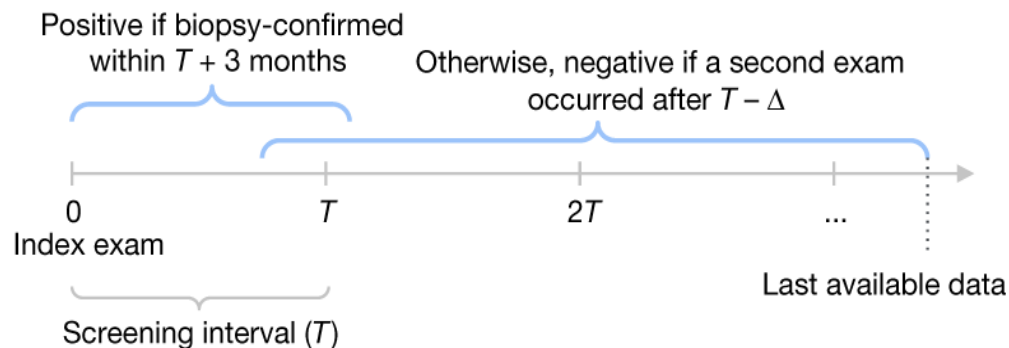 Positive if biopsy-confirmed
within T + 3 months
Otherwise, negative if a second exam
occurred after T – Δ
0
T
2T
...
Index exam
Last available data
Screening interval (T)